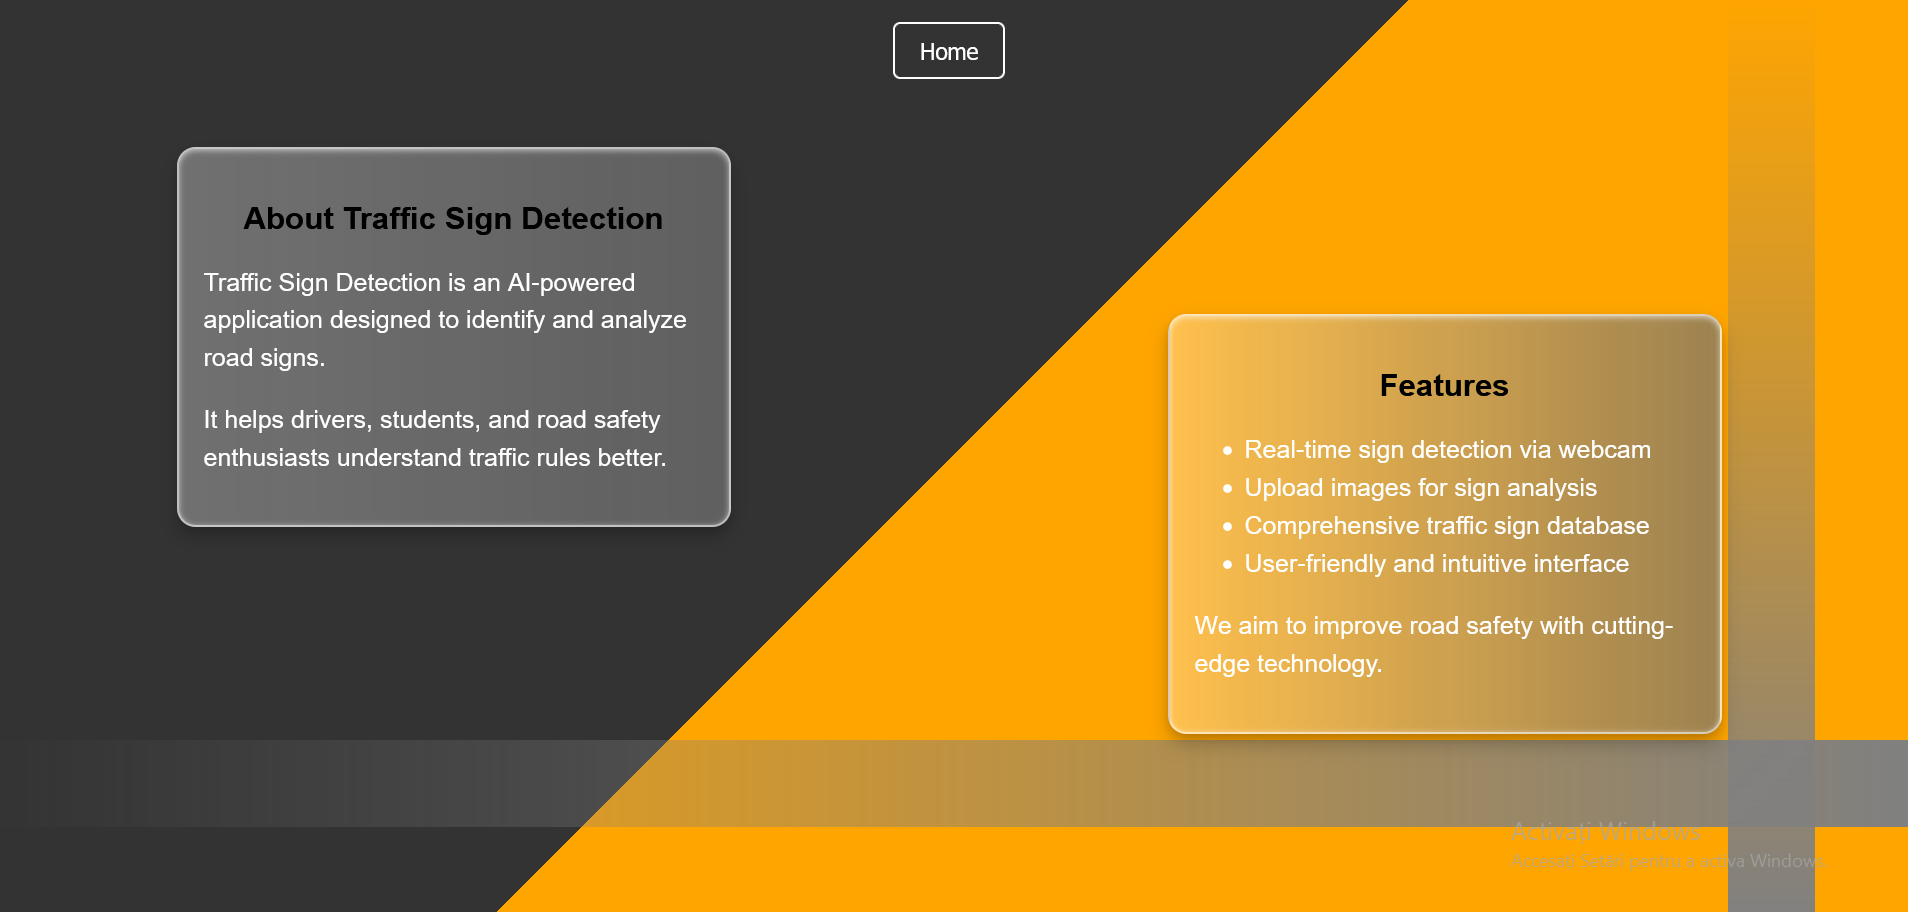 Home
About Traffic Sign Detection
Traffic Sign Detection is an AI-powered
application designed to identify and analyze
road signs.
It helps drivers, students, and road safety
enthusiasts understand traffic rules better.
Features
• Real-time sign detection via webcam
• Upload images for sign analysis
• Comprehensive traffic sign database
• User-friendly and intuitive interface
We aim to improve road safety with cutting-
edge technology.
Activați Windows
Accesați Setări pentru a activa Windows.